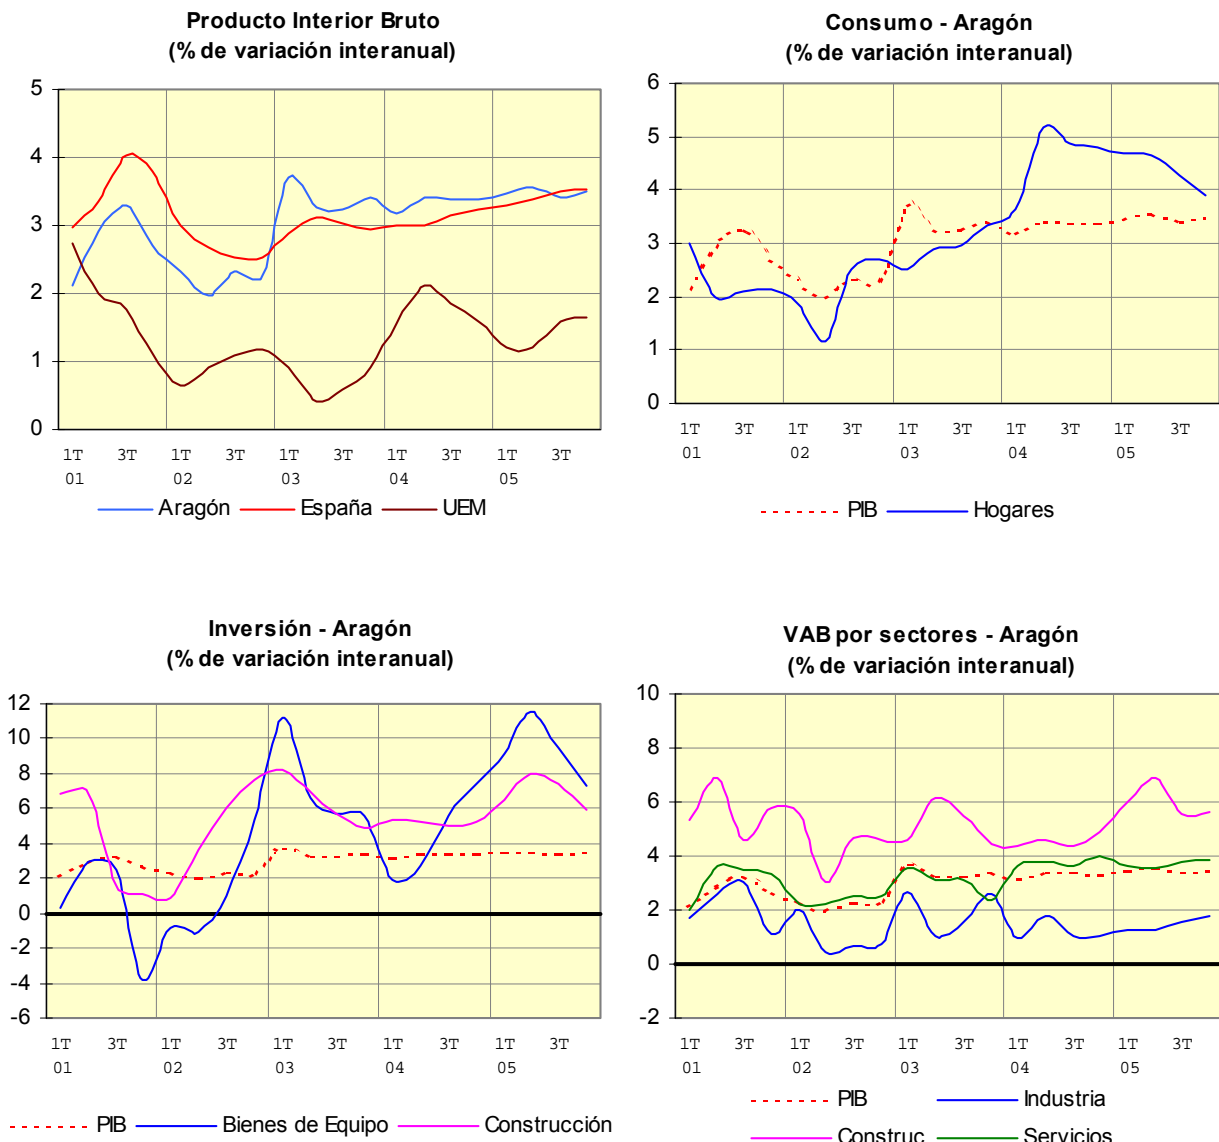 Producto Interior Bruto
(% de variación interanual)
5
4
3
2
1
0
1T 3T 1T 3T 1T 3T 1T 3T 1T 3T
01 02 03 04 05
Aragón España UEM
Consumo - Aragón
(% de variación interanual)
6
5
4
3
2
1
0
1T 3T 1T 3T 1T 3T 1T 3T 1T 3T
01 02 03 04 05
PIB Hogares
Inversión - Aragón
(% de variación interanual)
12
10
8
6
4
2
0
-2
-4
-6
1T 3T 1T 3T 1T 3T 1T 3T 1T 3T
01 02 03 04 05
PIB Bienes de Equipo Construcción
VAB por sectores - Aragón
(% de variación interanual)
10
8
6
4
2
0
-2
1T 3T 1T 3T 1T 3T 1T 3T 1T 3T
01 02 03 04 05
PIB Industria
Construc Servicios